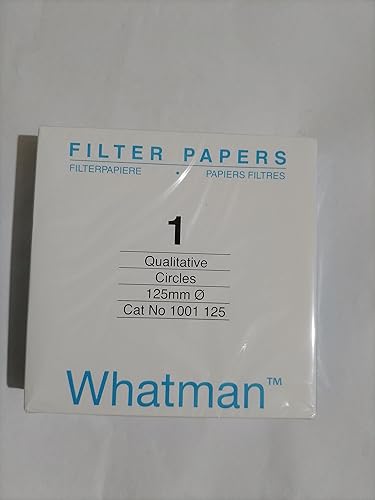 FILTER PAPERS
FILTERPAPIERE • PAPIERS FILTRES
1
Qualitative
Circles
125mm Ø
Cat No 1001 125
Whatman™